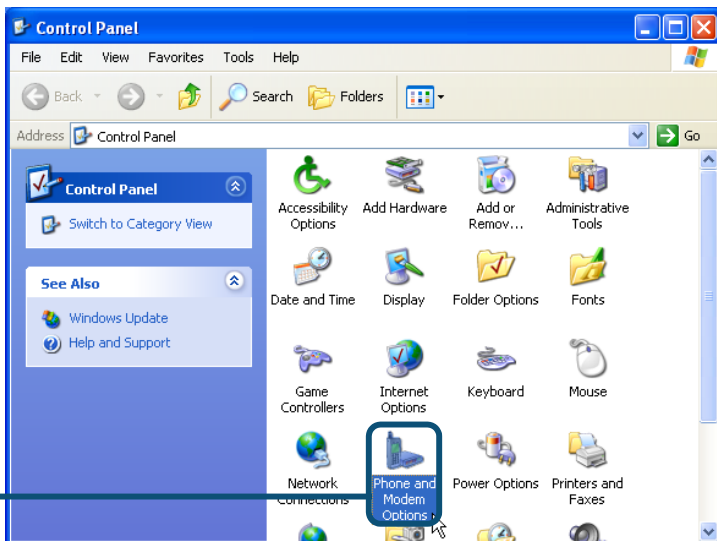 Control Panel
File Edit View Favorites Tools Help
Back Search Folders
Address Control Panel Go
Control Panel
Switch to Category View
See Also
Windows Update
Help and Support
Accessibility Options
Add Hardware
Add or Remov...
Administrative Tools
Date and Time
Display
Folder Options
Fonts
Game Controllers
Internet Options
Keyboard
Mouse
Network Connections
Phone and Modem Options
Power Options
Printers and Faxes